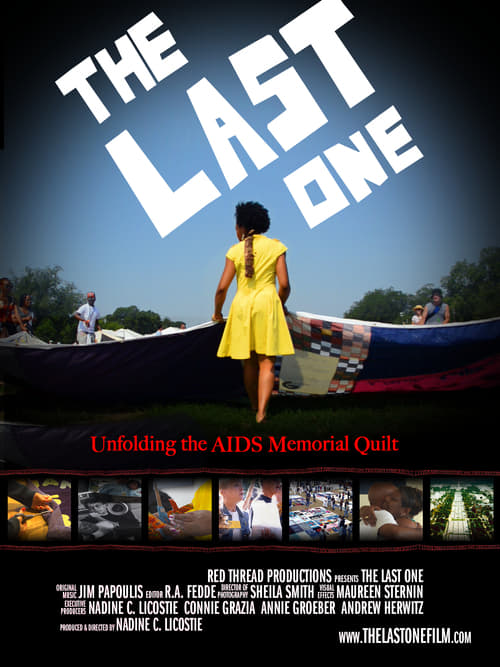 THE
LAST
ONE
Unfolding the AIDS Memorial Quilt
RED THREAD PRODUCTIONS PRESENTS THE LAST ONE
ORIGINAL MUSIC JIM PAPOULIS EDITOR R.A. FEDDE DIRECTOR OF PHOTOGRAPHY SHEILA SMITH VISUAL EFFECTS MAUREEN STERNIN
EXECUTIVE PRODUCERS NADINE C. LICOSTIE CONNIE GRAZIA ANNIE GROEBER ANDREW HERWITZ
PRODUCED & DIRECTED BY NADINE C. LICOSTIE
WWW.THELASTONEFILM.COM